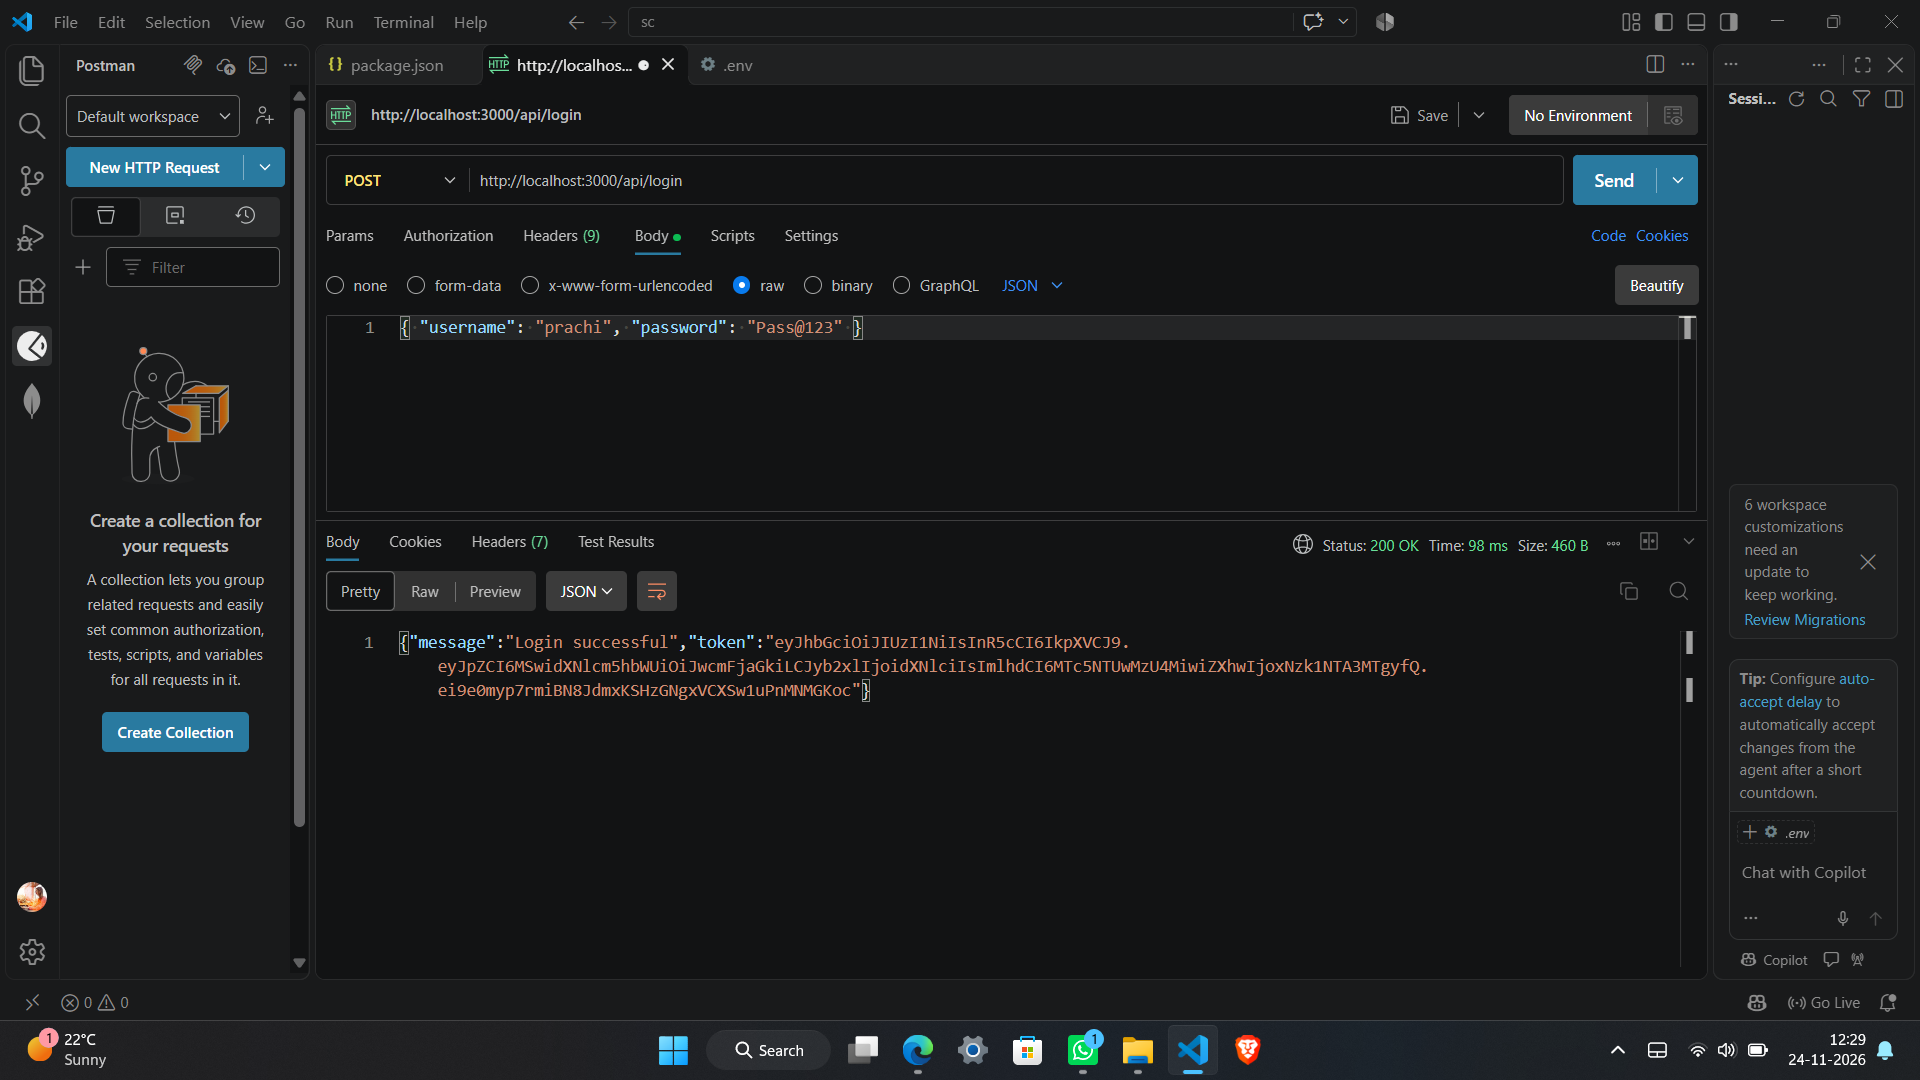 File Edit Selection View Go Run Terminal Help
sc
Postman
package.json
HTTP http://localhos...
.env
Sessi...
Default workspace
HTTP http://localhost:3000/api/login
Save
No Environment
New HTTP Request
POST http://localhost:3000/api/login
Send
Params Authorization Headers (9) Body Scripts Settings
Code Cookies
Filter
none form-data x-www-form-urlencoded raw binary GraphQL JSON
Beautify
1 { "username": "prachi", "password": "Pass@123" }
Create a collection for
your requests
A collection lets you group
related requests and easily
set common authorization,
tests, scripts, and variables
for all requests in it.
Create Collection
Body Cookies Headers (7) Test Results
Status: 200 OK Time: 98 ms Size: 460 B
Pretty Raw Preview JSON
1 {"message":"Login successful","token":"eyJhbGciOiJIUzI1NiIsInR5cCI6IkpXVCJ9.
eyJpZCI6MSwidXNlcm5hbWUiOiJwcmFjaGkiLCJyb2xlIjoidXNlciIsImlhdCI6MTc5NTUwMzU4MiwiZXhwIjoxNzk1NTA3MTgyfQ.
ei9e0myp7rmiBN8JdmxKSHzGNgxVCXSw1uPnMNMGKoc"}
6 workspace
customizations
need an
update to
keep working.
Review Migrations
Tip: Configure auto-
accept delay to
automatically accept
changes from the
agent after a short
countdown.
.env
Chat with Copilot
Copilot
0 0
Go Live
1
22°C
Sunny
Search
1
12:29
24-11-2026